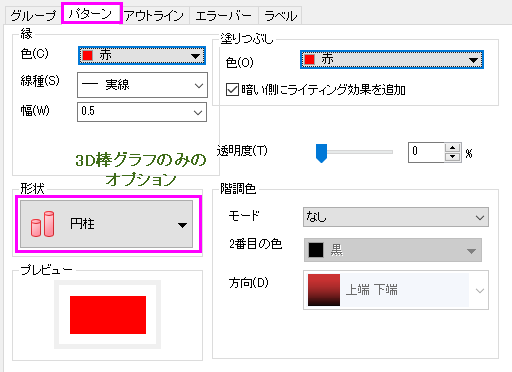 グループ パターン アウトライン エラーバー ラベル
縁
色(C) 赤
線種(S) 実線
幅(W) 0.5
塗りつぶし
色(O) 赤
暗い側にライティング効果を追加
3D棒グラフのみの
オプション
透明度(T) 0 %
形状
円柱
階調色
モード なし
2番目の色 黒
方向(D) 上端 下端
プレビュー